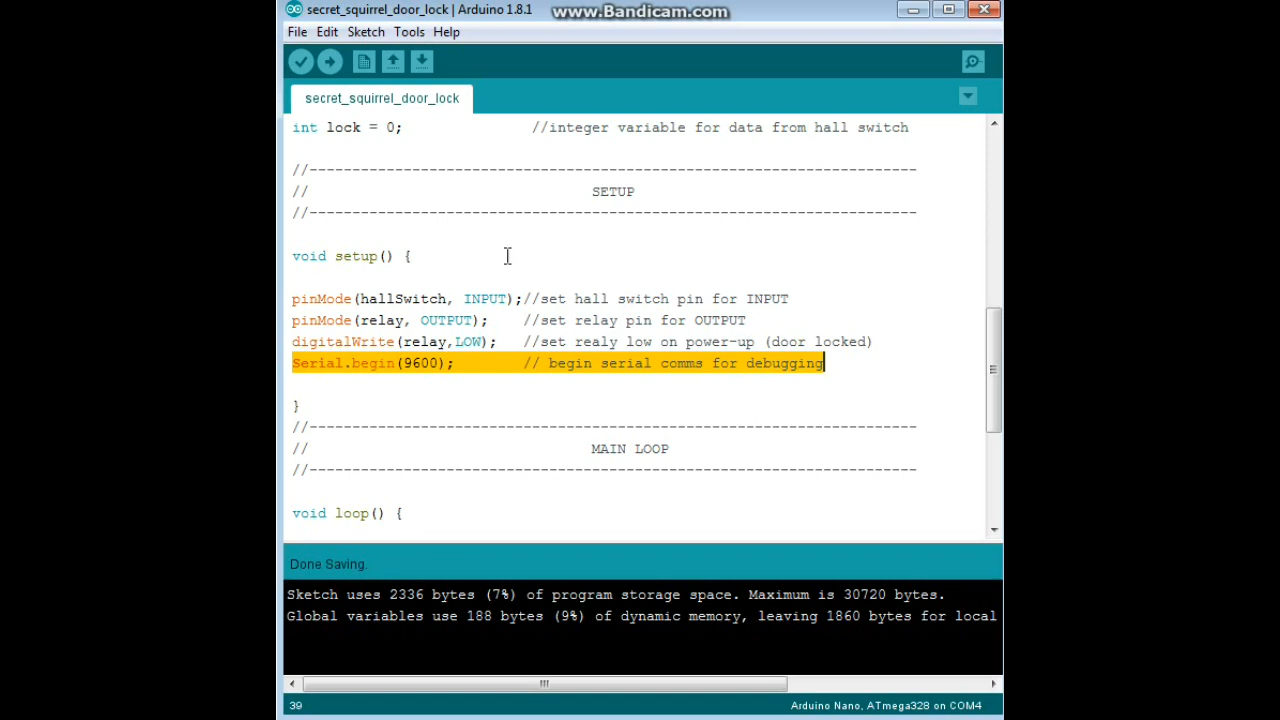 secret_squirrel_door_lock | Arduino 1.8.1
www.Bandicam.com
File Edit Sketch Tools Help
secret_squirrel_door_lock
int lock = 0; //integer variable for data from hall switch
//-----------------------------------------------------------------------
// SETUP
//-----------------------------------------------------------------------
void setup() {
pinMode(hallSwitch, INPUT);//set hall switch pin for INPUT
pinMode(relay, OUTPUT); //set relay pin for OUTPUT
digitalWrite(relay,LOW); //set realy low on power-up (door locked)
Serial.begin(9600); // begin serial comms for debugging
}
//-----------------------------------------------------------------------
// MAIN LOOP
//-----------------------------------------------------------------------
void loop() {
Done Saving.
Sketch uses 2336 bytes (7%) of program storage space. Maximum is 30720 bytes.
Global variables use 188 bytes (9%) of dynamic memory, leaving 1860 bytes for local
39 Arduino Nano, ATmega328 on COM4